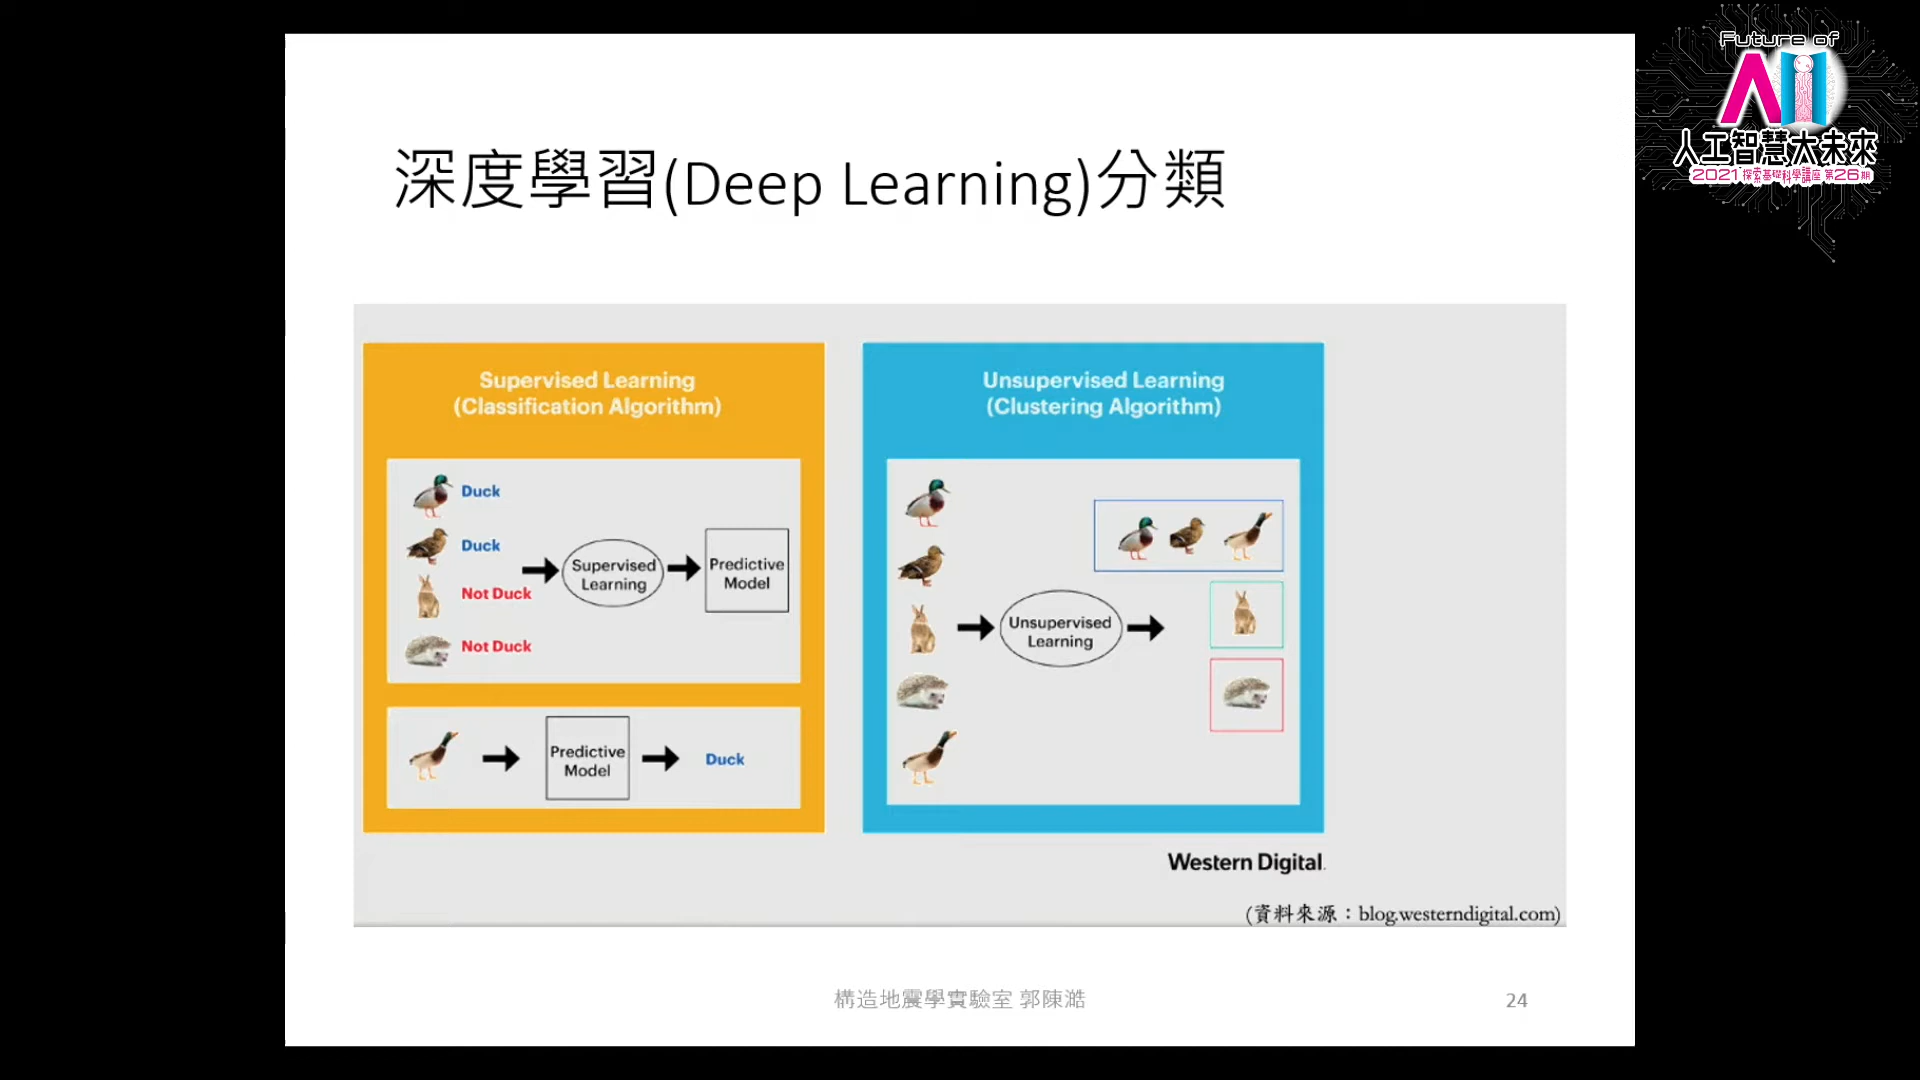 Future of
AI
人工智慧大未來
2021 探索基礎科學講座 第26期
深度學習(Deep Learning)分類
Supervised Learning
(Classification Algorithm)
Duck
Duck
Not Duck
Not Duck
Supervised
Learning
Predictive
Model
Predictive
Model
Duck
Unsupervised Learning
(Clustering Algorithm)
Unsupervised
Learning
Western Digital.
(資料來源：blog.westerndigital.com)
構造地震學實驗室 郭陳澔
24